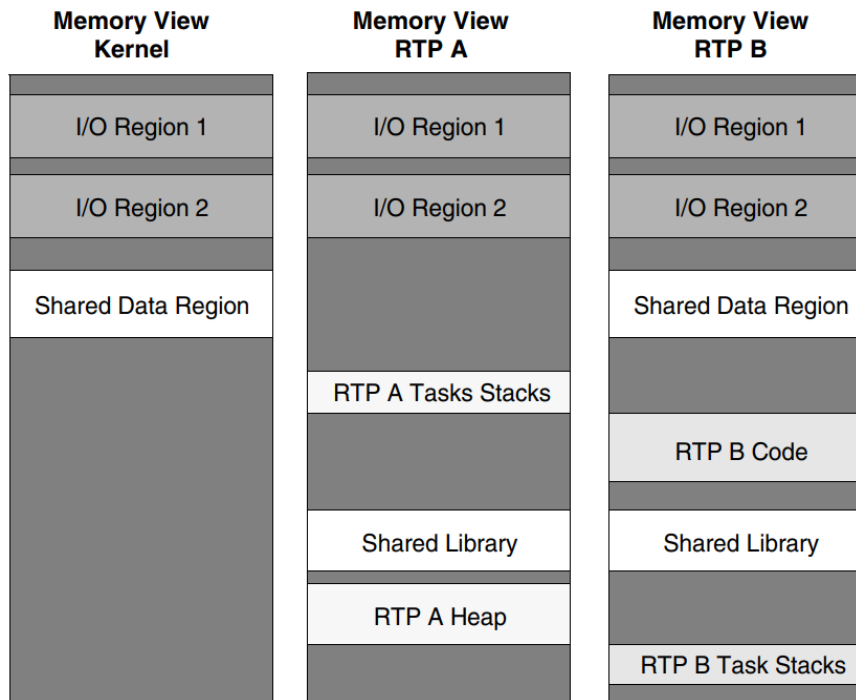 Memory View
Kernel
I/O Region 1
I/O Region 2
Shared Data Region
Memory View
RTP A
I/O Region 1
I/O Region 2
RTP A Tasks Stacks
Shared Library
RTP A Heap
Memory View
RTP B
I/O Region 1
I/O Region 2
Shared Data Region
RTP B Code
Shared Library
RTP B Task Stacks